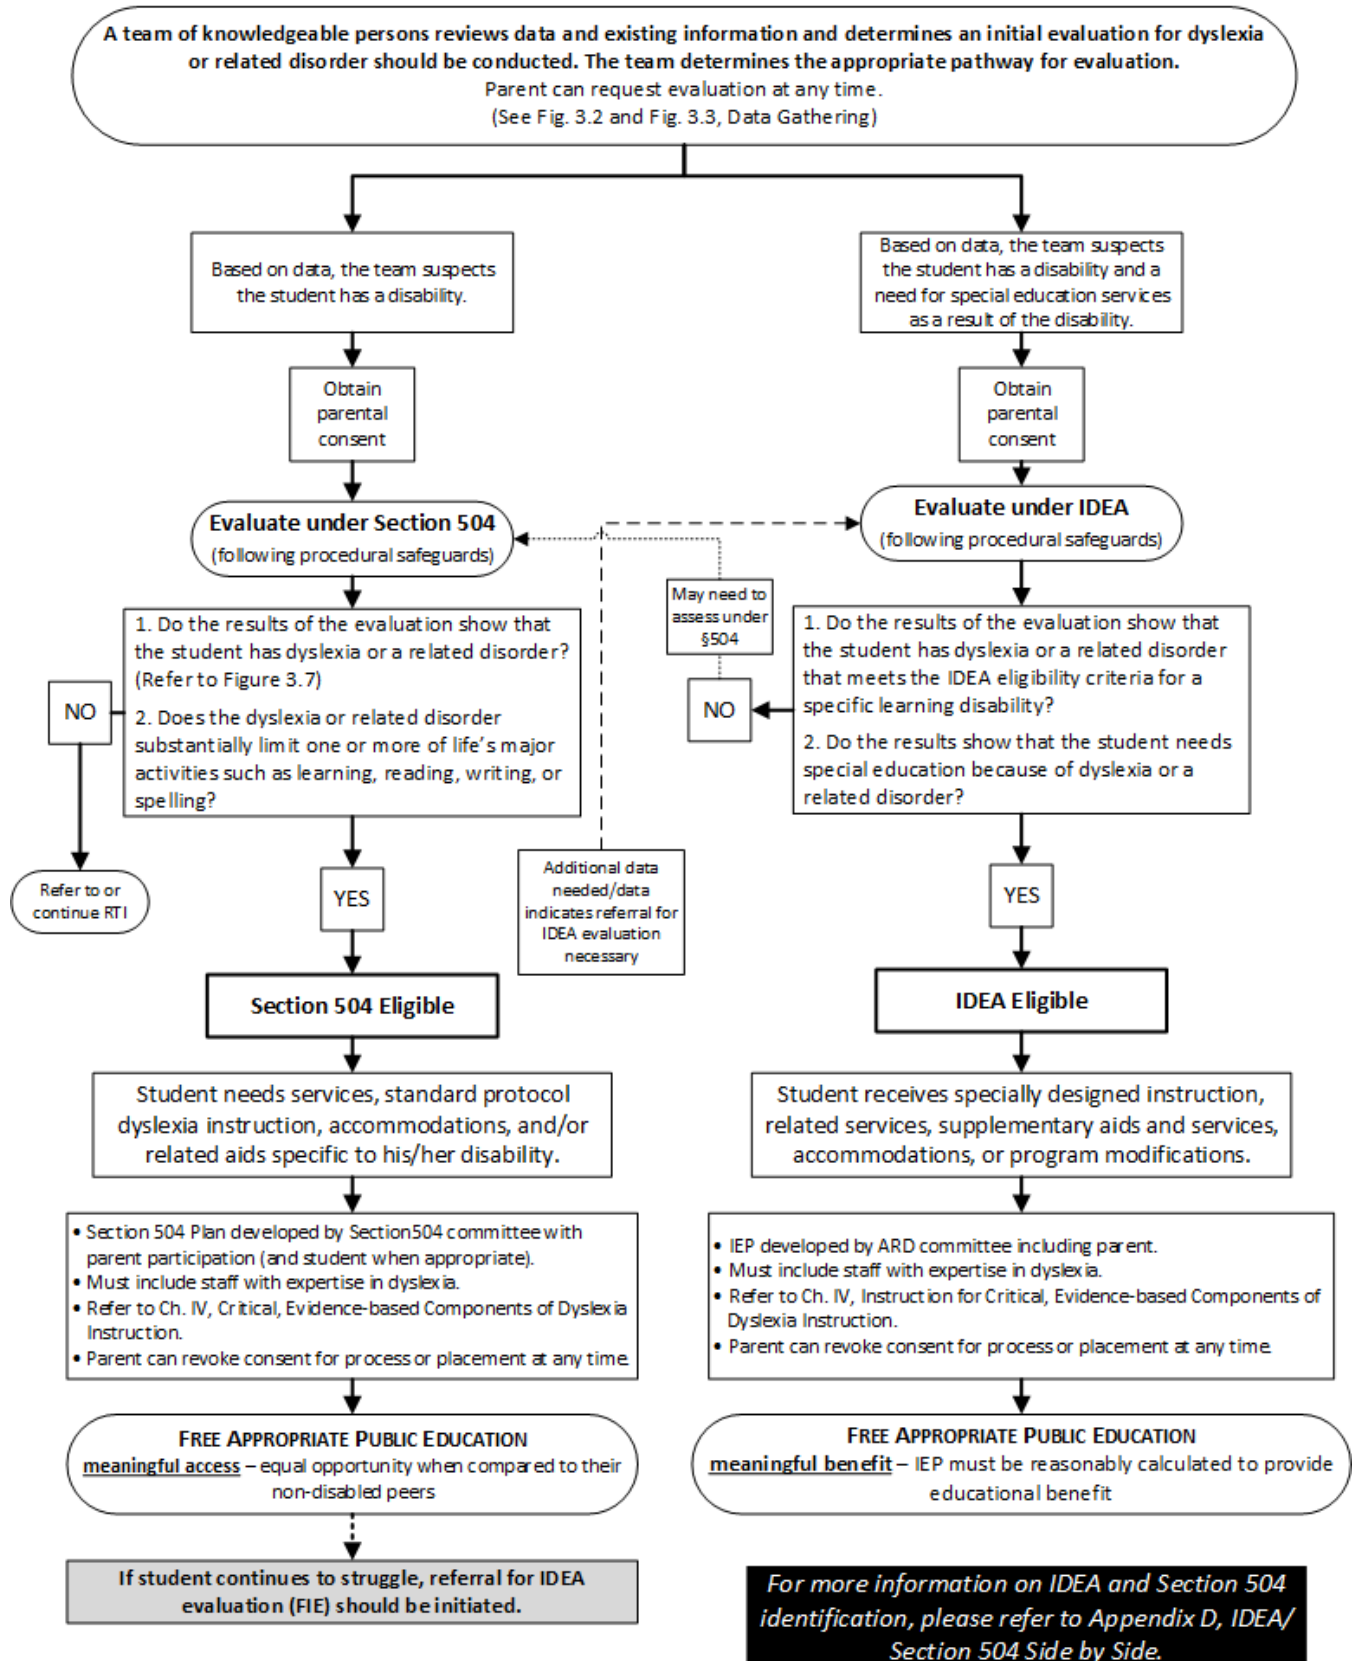 A team of knowledgeable persons reviews data and existing information and determines an initial evaluation for dyslexia
or related disorder should be conducted. The team determines the appropriate pathway for evaluation.
Parent can request evaluation at any time.
(See Fig. 3.2 and Fig. 3.3, Data Gathering)
Based on data, the team suspects
the student has a disability.
Based on data, the team suspects
the student has a disability and a
need for special education services
as a result of the disability.
Obtain
parental
consent
Obtain
parental
consent
Evaluate under Section 504
(following procedural safeguards)
Evaluate under IDEA
(following procedural safeguards)
May need to
assess under
§504
1. Do the results of the evaluation show that
the student has dyslexia or a related disorder?
(Refer to Figure 3.7)
2. Does the dyslexia or related disorder
substantially limit one or more of life's major
activities such as learning, reading, writing, or
spelling?
NO
NO
1. Do the results of the evaluation show that
the student has dyslexia or a related disorder
that meets the IDEA eligibility criteria for a
specific learning disability?
2. Do the results show that the student needs
special education because of dyslexia or a
related disorder?
Refer to or
continue RTI
YES
Additional data
needed/data
indicates referral for
IDEA evaluation
necessary
YES
Section 504 Eligible
IDEA Eligible
Student needs services, standard protocol
dyslexia instruction, accommodations, and/or
related aids specific to his/her disability.
Student receives specially designed instruction,
related services, supplementary aids and services,
accommodations, or program modifications.
• Section 504 Plan developed by Section504 committee with
parent participation (and student when appropriate).
• Must include staff with expertise in dyslexia.
• Refer to Ch. IV, Critical, Evidence-based Components of Dyslexia
Instruction.
• Parent can revoke consent for process or placement at any time.
• IEP developed by ARD committee including parent.
• Must include staff with expertise in dyslexia.
• Refer to Ch. IV, Instruction for Critical, Evidence-based Components of
Dyslexia Instruction.
• Parent can revoke consent for process or placement at any time.
FREE APPROPRIATE PUBLIC EDUCATION
meaningful access – equal opportunity when compared to their
non-disabled peers
FREE APPROPRIATE PUBLIC EDUCATION
meaningful benefit – IEP must be reasonably calculated to provide
educational benefit
If student continues to struggle, referral for IDEA
evaluation (FIE) should be initiated.
For more information on IDEA and Section 504
identification, please refer to Appendix D, IDEA/
Section 504 Side by Side.